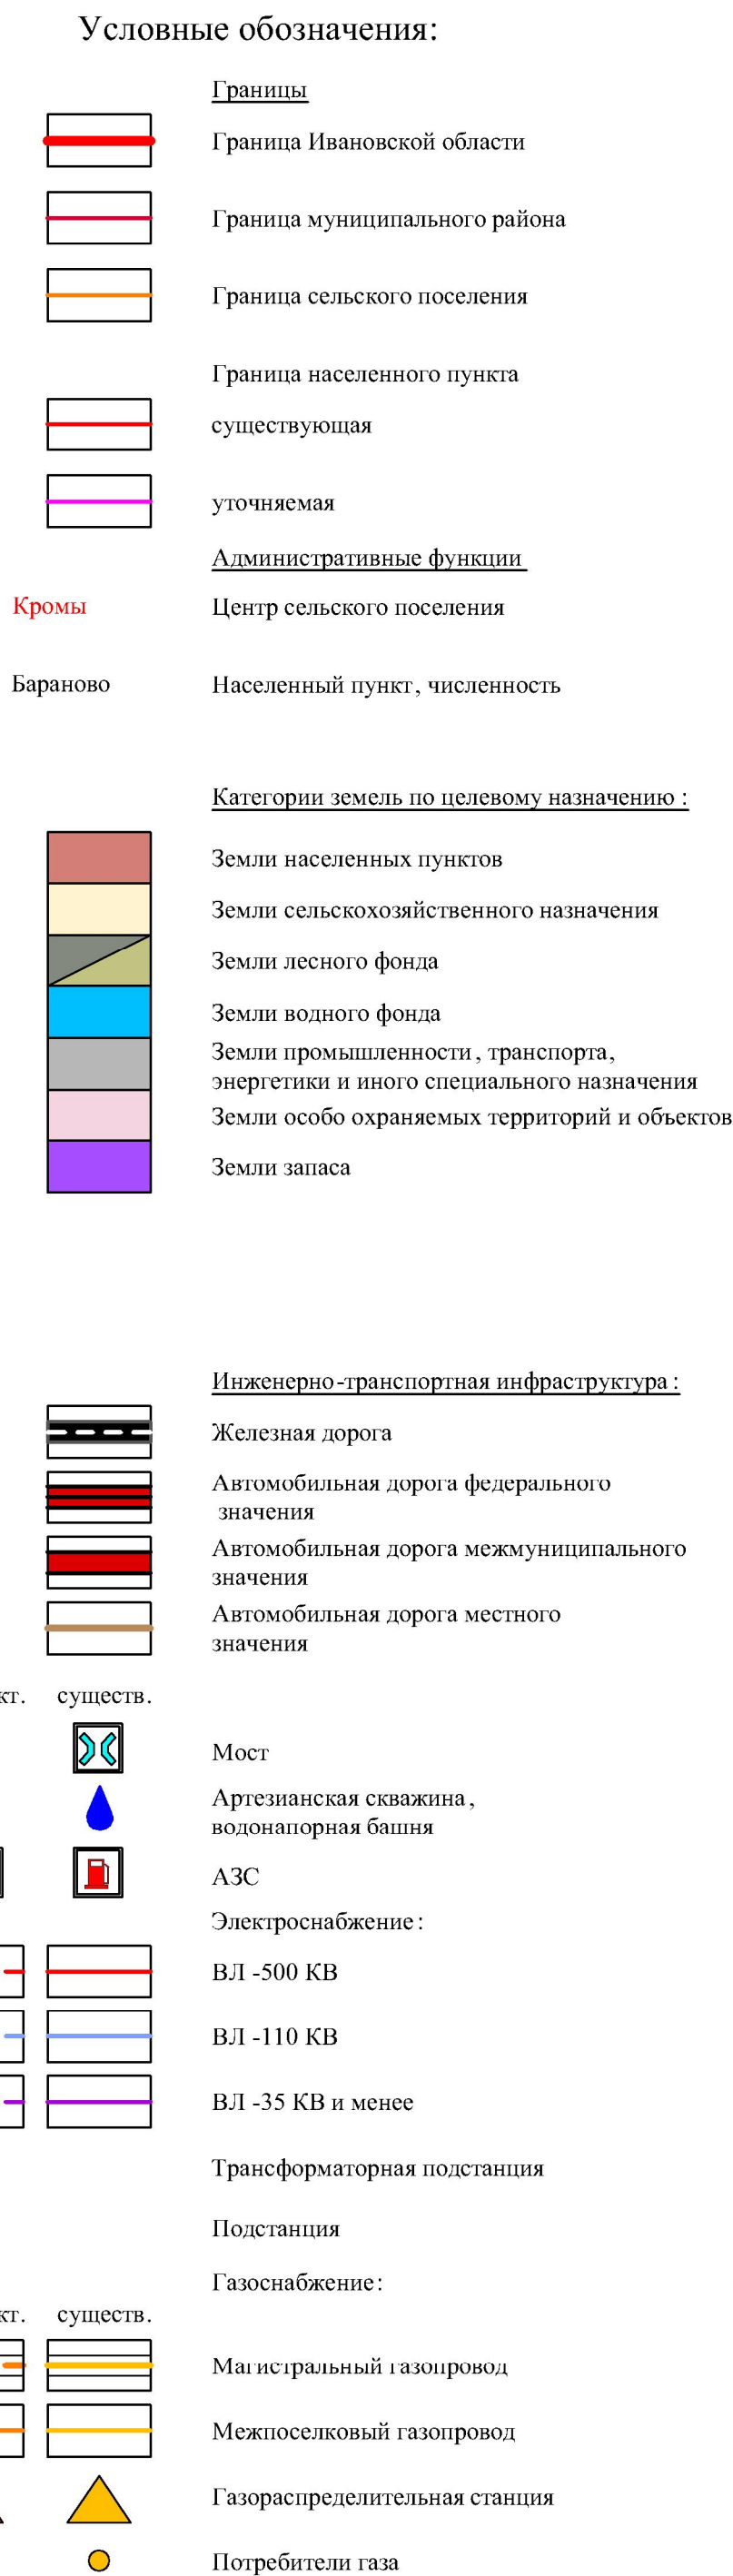 Условные обозначения:
Границы
Граница Ивановской области
Граница муниципального района
Граница сельского поселения
Граница населенного пункта
существующая
уточняемая
Административные функции
Кромы Центр сельского поселения
Бараново Населенный пункт, численность
Категории земель по целевому назначению :
Земли населенных пунктов
Земли сельскохозяйственного назначения
Земли лесного фонда
Земли водного фонда
Земли промышленности, транспорта,
энергетики и иного специального назначения
Земли особо охраняемых территорий и объектов
Земли запаса
Инженерно-транспортная инфраструктура :
Железная дорога
Автомобильная дорога федерального
значения
Автомобильная дорога межмуниципального
значения
Автомобильная дорога местного
значения
кт. существ.
Мост
Артезианская скважина,
водонапорная башня
АЗС
Электроснабжение:
ВЛ -500 КВ
ВЛ -110 КВ
ВЛ -35 КВ и менее
Трансформаторная подстанция
Подстанция
Газоснабжение:
кт. существ.
Магистральный газопровод
Межпоселковый газопровод
Газораспределительная станция
Потребители газа